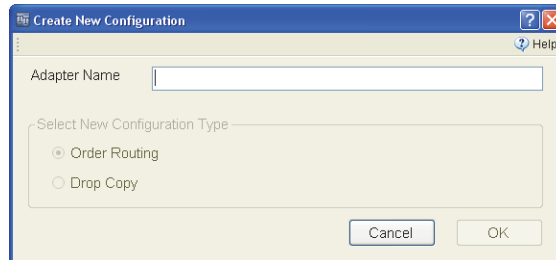 Create New Configuration
Help
Adapter Name
Select New Configuration Type
Order Routing
Drop Copy
Cancel
OK